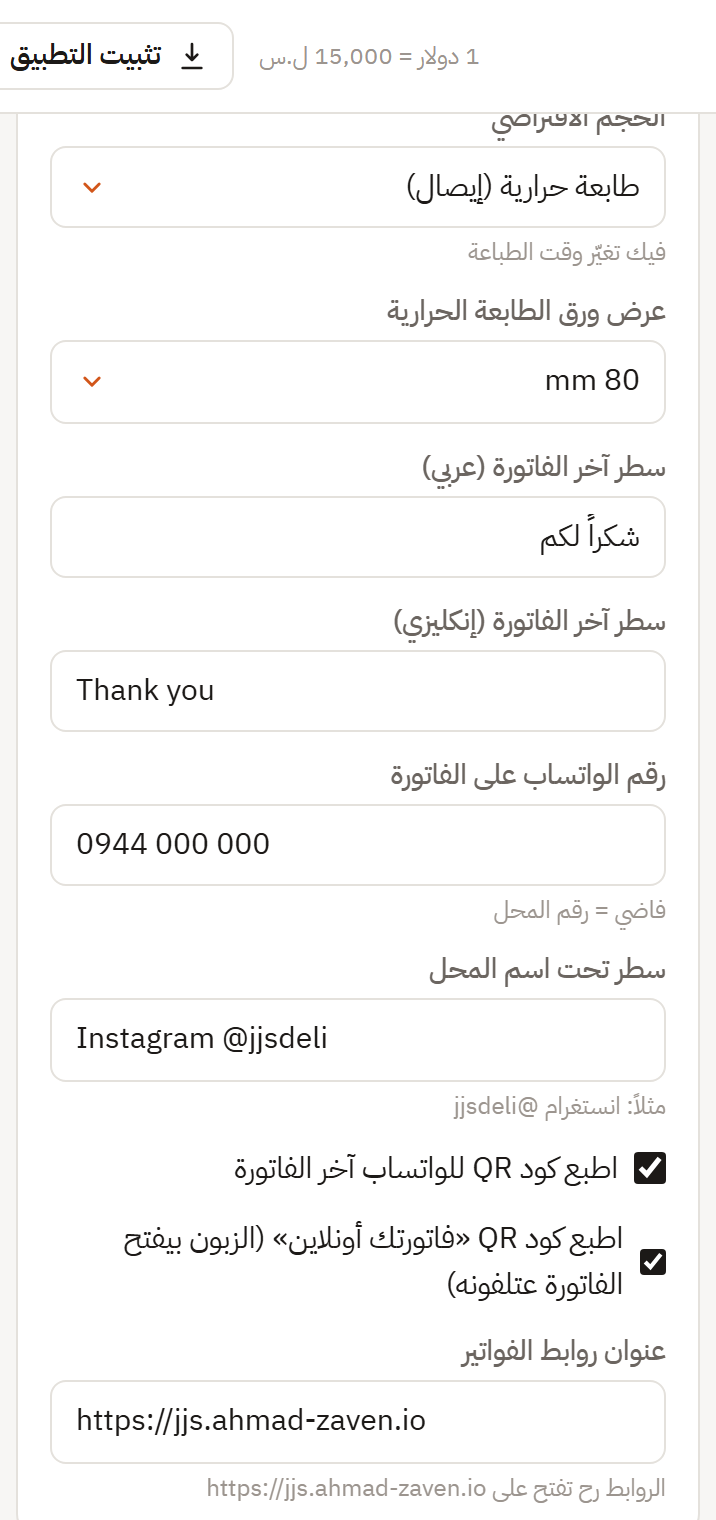 1 دولار = 15,000 ل.س
تثبيت التطبيق
الحجم الافتراضي
طابعة حرارية (إيصال)
فيك تغيّر وقت الطباعة
عرض ورق الطابعة الحرارية
80 mm
سطر آخر الفاتورة (عربي)
شكراً لكم
سطر آخر الفاتورة (إنكليزي)
Thank you
رقم الواتساب على الفاتورة
0944 000 000
فاضي = رقم المحل
سطر تحت اسم المحل
Instagram @jjsdeli
مثلاً: انستغرام @jjsdeli
اطبع كود QR للواتساب آخر الفاتورة
اطبع كود QR «فاتورتك أونلاين» (الزبون بيفتح
الفاتورة عتلفونه)
عنوان روابط الفواتير
https://jjs.ahmad-zaven.io
الروابط رح تفتح على https://jjs.ahmad-zaven.io